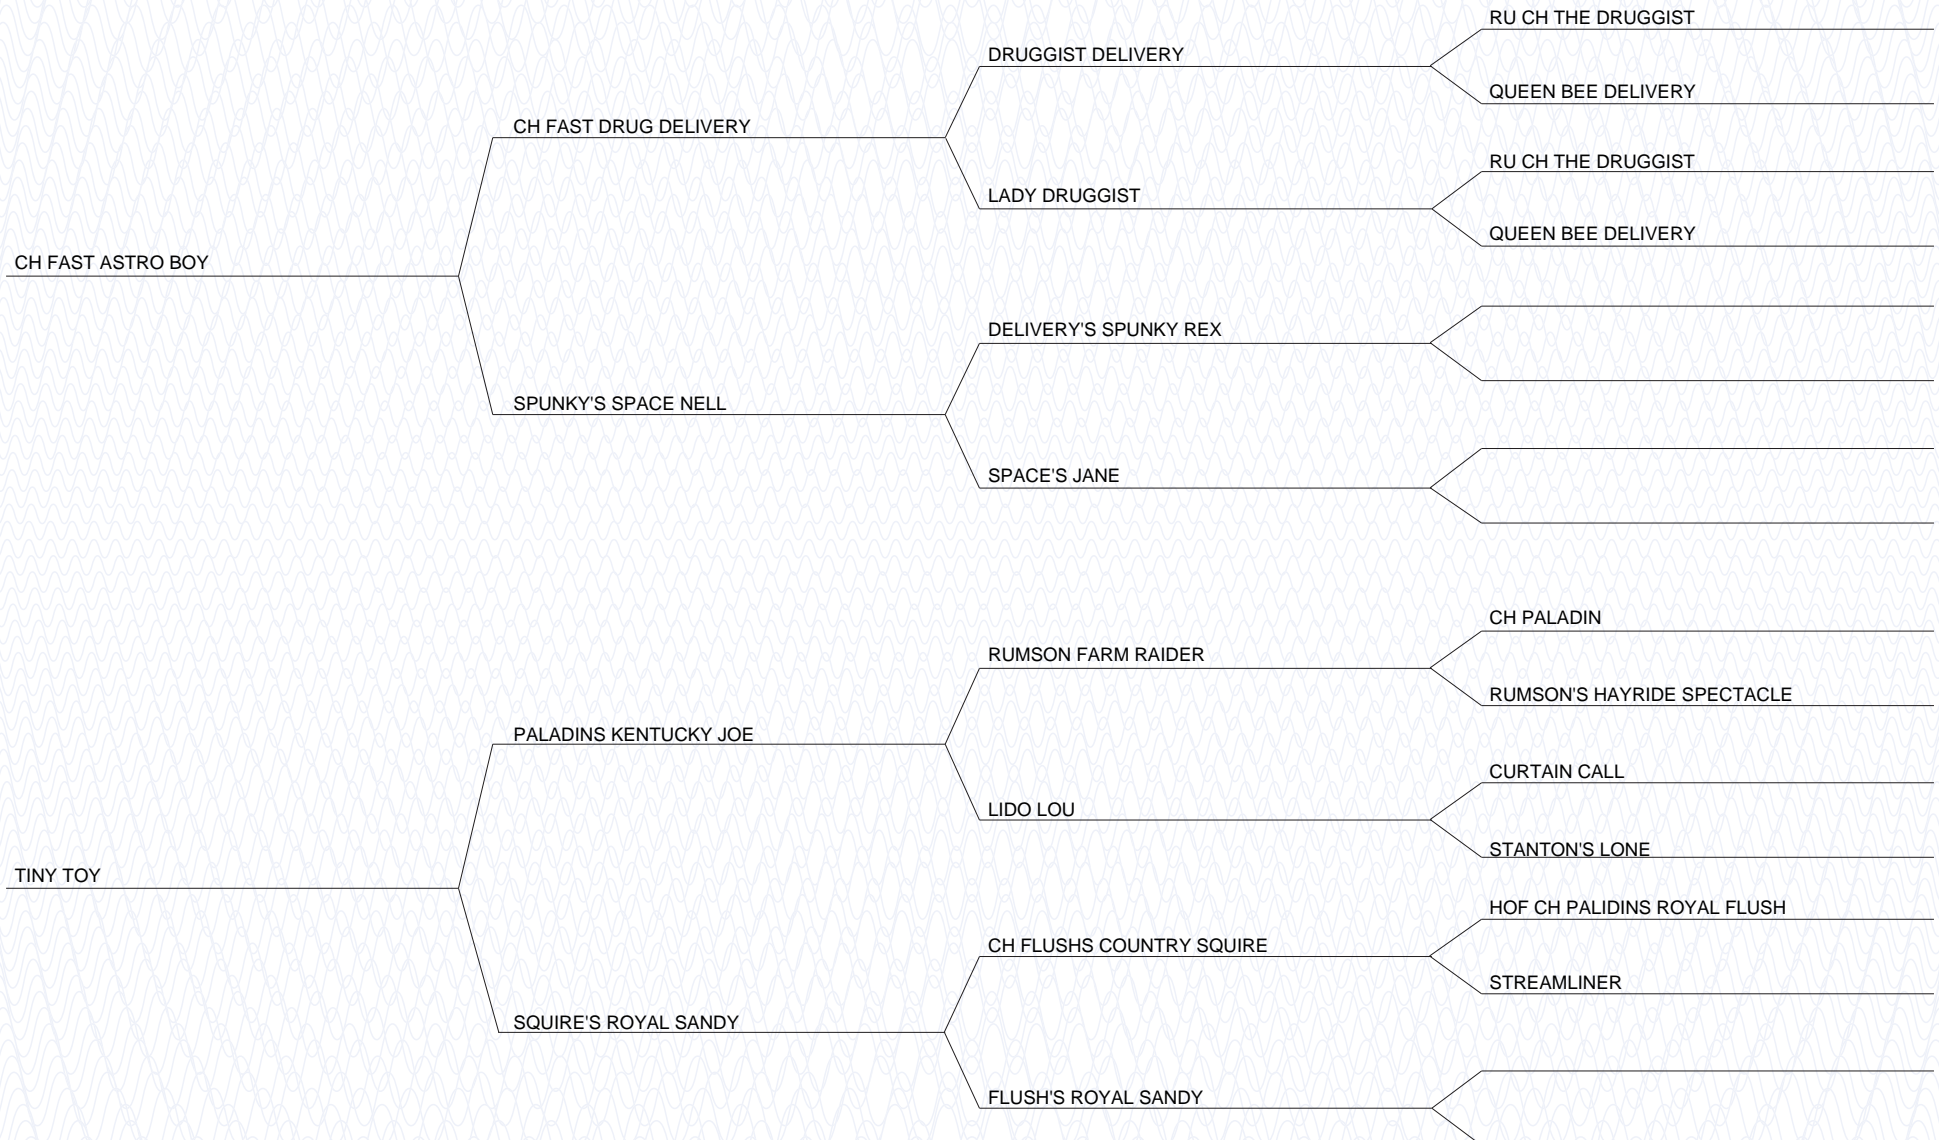 RU CH THE DRUGGIST
DRUGGIST DELIVERY
QUEEN BEE DELIVERY
CH FAST DRUG DELIVERY
RU CH THE DRUGGIST
LADY DRUGGIST
QUEEN BEE DELIVERY
CH FAST ASTRO BOY
DELIVERY'S SPUNKY REX
SPUNKY'S SPACE NELL
SPACE'S JANE
CH PALADIN
RUMSON FARM RAIDER
RUMSON'S HAYRIDE SPECTACLE
PALADINS KENTUCKY JOE
CURTAIN CALL
LIDO LOU
STANTON'S LONE
TINY TOY
HOF CH PALIDINS ROYAL FLUSH
CH FLUSHS COUNTRY SQUIRE
STREAMLINER
SQUIRE'S ROYAL SANDY
FLUSH'S ROYAL SANDY